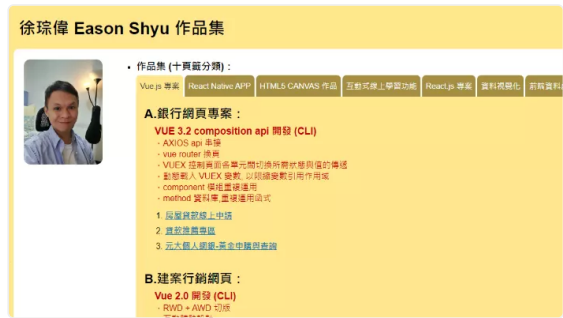 徐琮偉 Eason Shyu 作品集
• 作品集 (十頁籤分類)：
Vue.js 專案 React Native APP HTML5 CANVAS 作品 互動式線上學習功能 React.js 專案 資料視覺化 前端資料
A.銀行網頁專案：
VUE 3.2 composition api 開發 (CLI)
- AXIOS api 串接
- vue router 換頁
- VUEX 控制頁面各單元間切換所需狀態與值的傳遞
- 動態載入 VUEX 變數, 以限縮變數引用作用域
- component 模組重複運用
- method 資料庫,重複運用函式
1. 房屋貸款線上申請
2. 貸款推薦專區
3. 元大個人網銀-黃金申購與查詢
B.建案行銷網頁：
Vue 2.0 開發 (CLI)
- RWD + AWD 切版